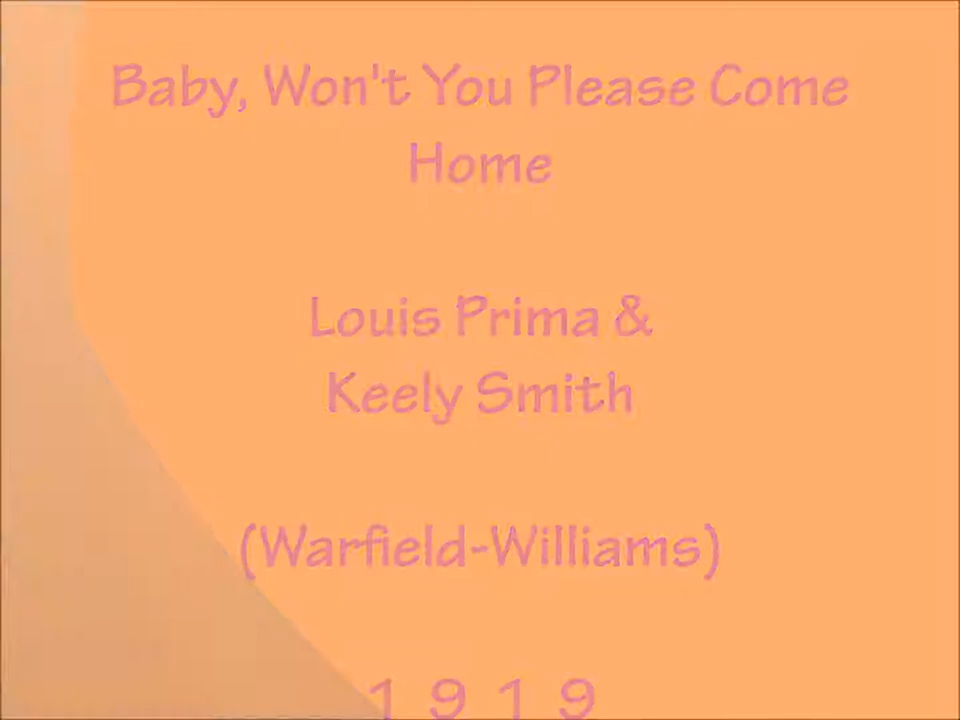 Baby, Won't You Please Come
Home
Louis Prima &
Keely Smith
(Warfield-Williams)
1 9 1 9